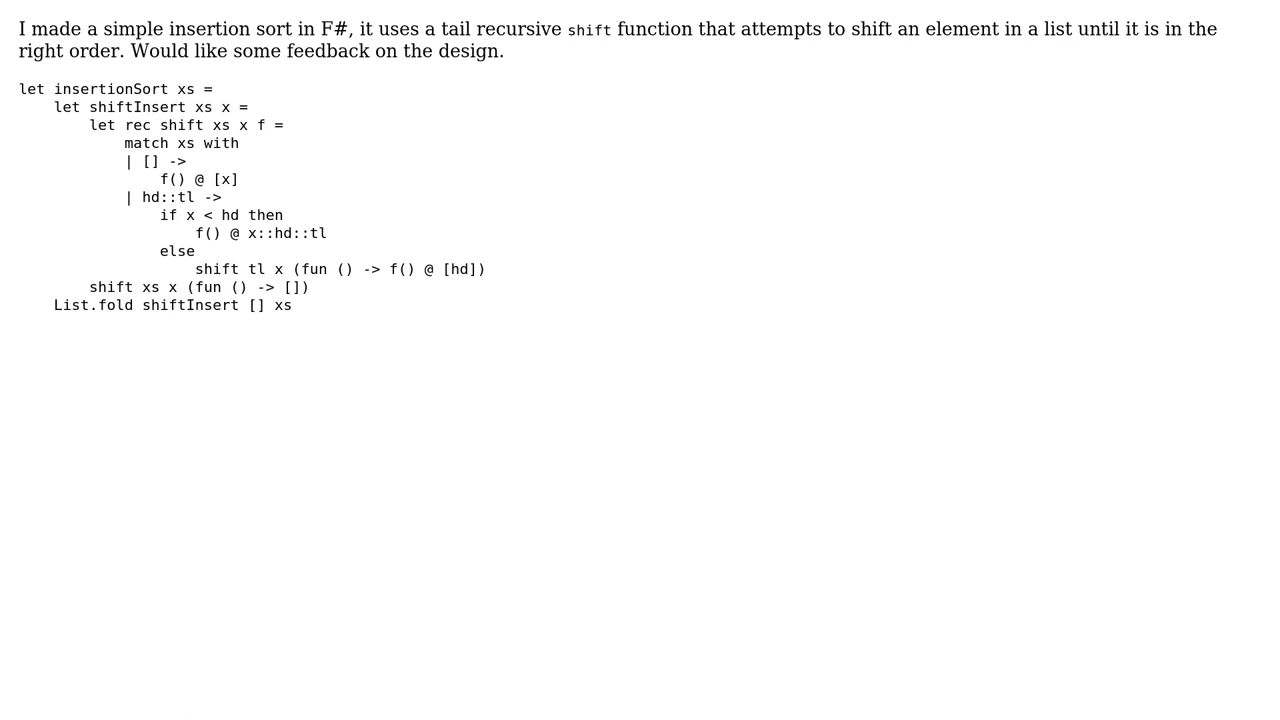 I made a simple insertion sort in F#, it uses a tail recursive shift function that attempts to shift an element in a list until it is in the
right order. Would like some feedback on the design.
let insertionSort xs =
    let shiftInsert xs x =
        let rec shift xs x f =
            match xs with
            | [] ->
                f() @ [x]
            | hd::tl ->
                if x < hd then
                    f() @ x::hd::tl
                else
                    shift tl x (fun () -> f() @ [hd])
        shift xs x (fun () -> [])
    List.fold shiftInsert [] xs